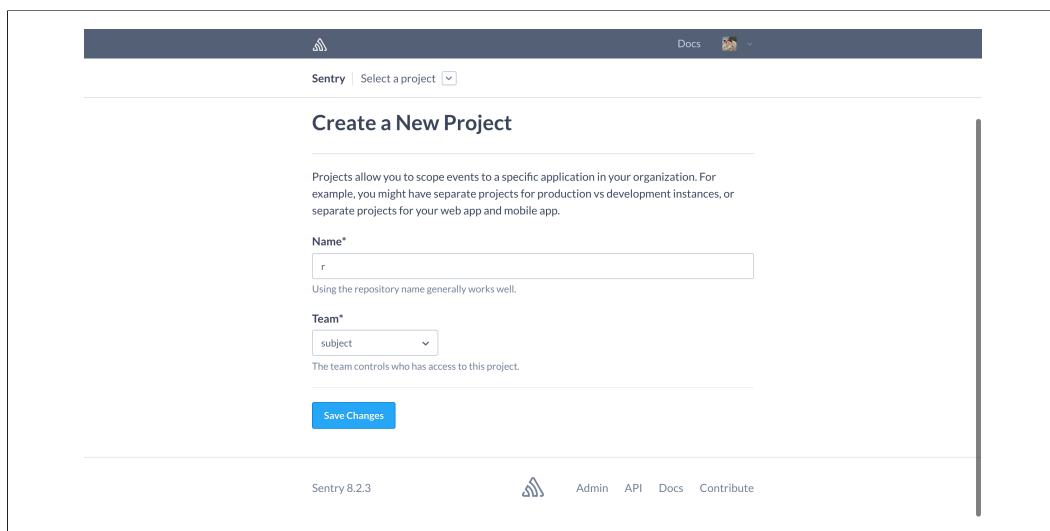 Docs
Sentry Select a project
Create a New Project
Projects allow you to scope events to a specific application in your organization. For
example, you might have separate projects for production vs development instances, or
separate projects for your web app and mobile app.
Name*
r
Using the repository name generally works well.
Team*
subject
The team controls who has access to this project.
Save Changes
Sentry 8.2.3 Admin API Docs Contribute